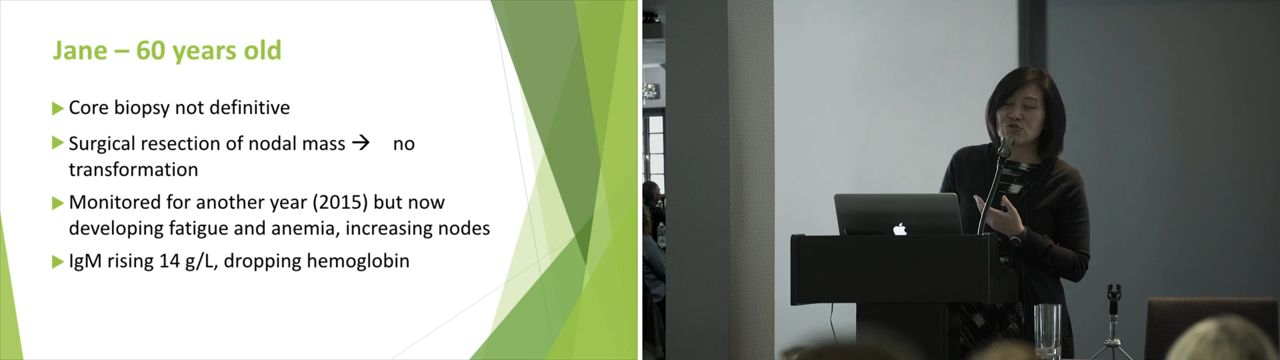 Jane – 60 years old
Core biopsy not definitive
Surgical resection of nodal mass → no
transformation
Monitored for another year (2015) but now
developing fatigue and anemia, increasing nodes
IgM rising 14 g/L, dropping hemoglobin